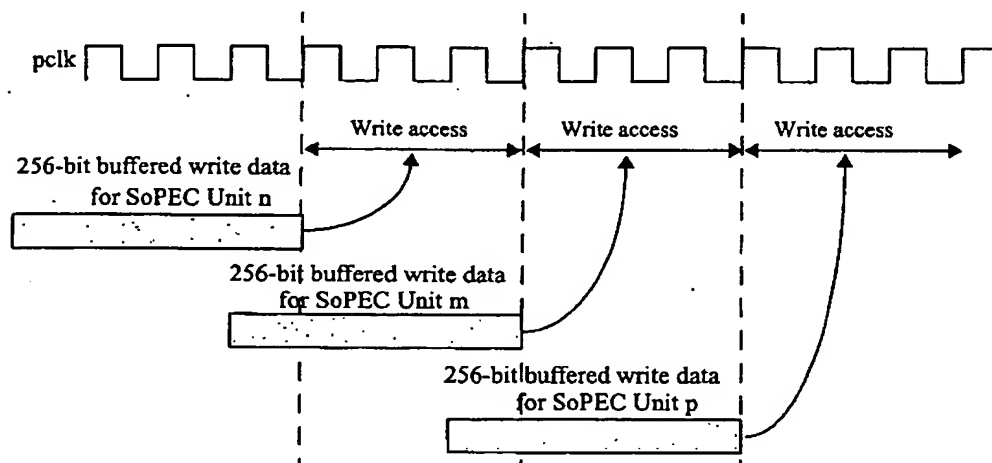 pclk
Write access
Write access
Write access
256-bit buffered write data
for SoPEC Unit n
256-bit buffered write data
for SoPEC Unit m
256-bit buffered write data
for SoPEC Unit p